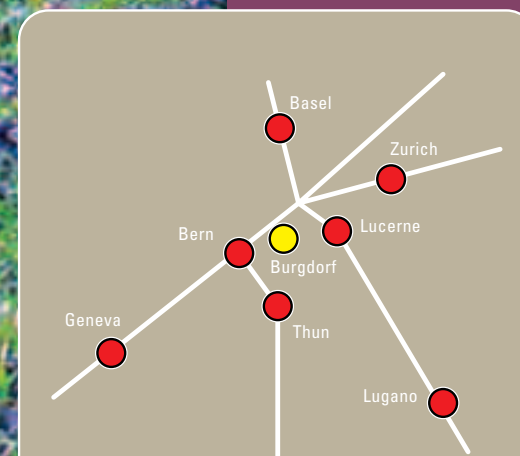 Basel
Zurich
Lucerne
Bern
Burgdorf
Geneva
Thun
Lugano